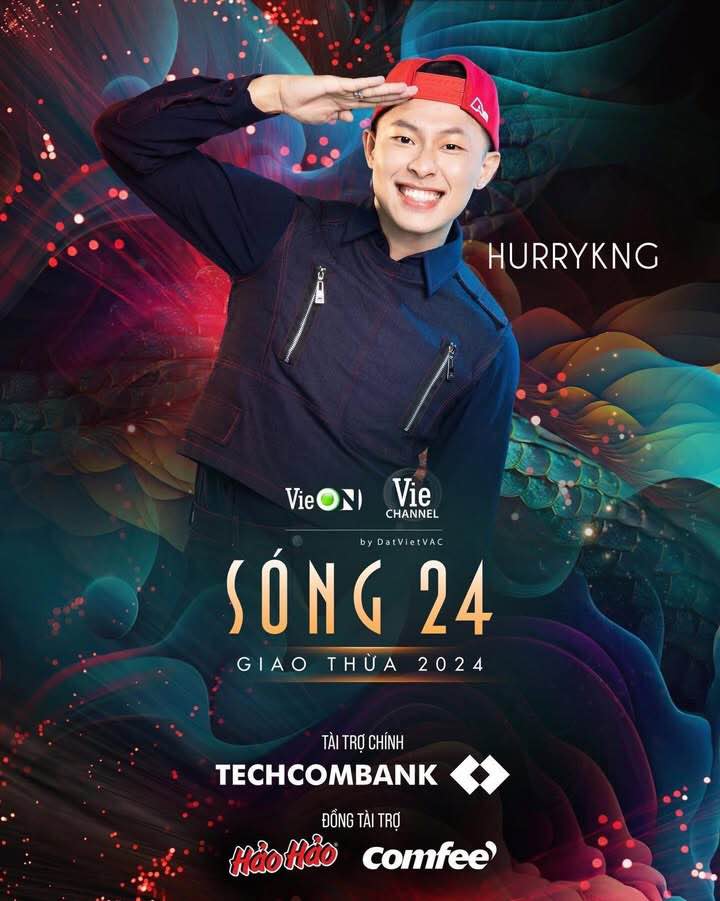 HURRYKNG
VieON
Vie
CHANNEL
by DatVietVAC
SÓNG 24
GIAO THỪA 2024
TÀI TRỢ CHÍNH
TECHCOMBANK
ĐỒNG TÀI TRỢ
Hảo Hảo Comfee'